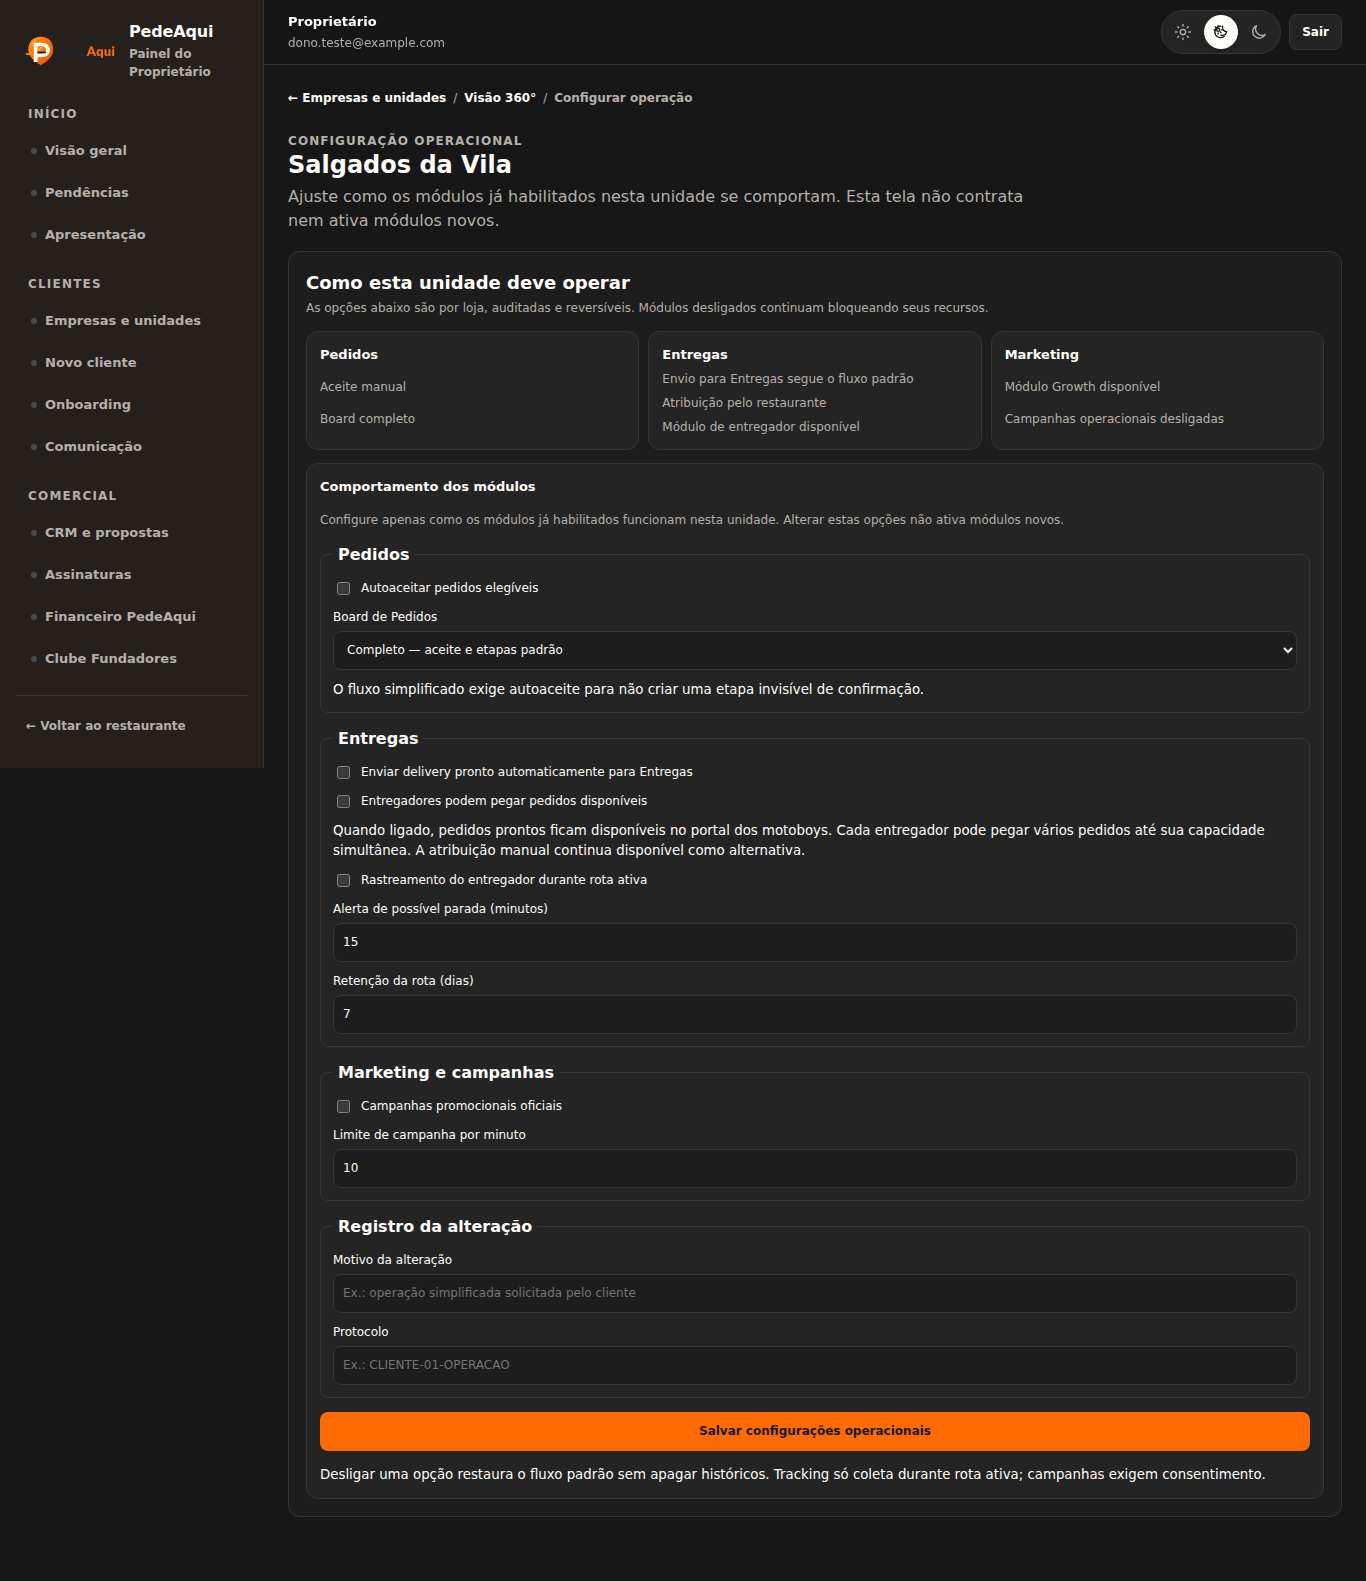 P
Aqui
PedeAqui
Painel do
Proprietário
INÍCIO
Visão geral
Pendências
Apresentação
CLIENTES
Empresas e unidades
Novo cliente
Onboarding
Comunicação
COMERCIAL
CRM e propostas
Assinaturas
Financeiro PedeAqui
Clube Fundadores
← Voltar ao restaurante
Proprietário
dono.teste@example.com
Sair
← Empresas e unidades / Visão 360° / Configurar operação
CONFIGURAÇÃO OPERACIONAL
Salgados da Vila
Ajuste como os módulos já habilitados nesta unidade se comportam. Esta tela não contrata
nem ativa módulos novos.
Como esta unidade deve operar
As opções abaixo são por loja, auditadas e reversíveis. Módulos desligados continuam bloqueando seus recursos.
Pedidos
Aceite manual
Board completo
Entregas
Envio para Entregas segue o fluxo padrão
Atribuição pelo restaurante
Módulo de entregador disponível
Marketing
Módulo Growth disponível
Campanhas operacionais desligadas
Comportamento dos módulos
Configure apenas como os módulos já habilitados funcionam nesta unidade. Alterar estas opções não ativa módulos novos.
Pedidos
Autoaceitar pedidos elegíveis
Board de Pedidos
Completo — aceite e etapas padrão
O fluxo simplificado exige autoaceite para não criar uma etapa invisível de confirmação.
Entregas
Enviar delivery pronto automaticamente para Entregas
Entregadores podem pegar pedidos disponíveis
Quando ligado, pedidos prontos ficam disponíveis no portal dos motoboys. Cada entregador pode pegar vários pedidos até sua capacidade
simultânea. A atribuição manual continua disponível como alternativa.
Rastreamento do entregador durante rota ativa
Alerta de possível parada (minutos)
15
Retenção da rota (dias)
7
Marketing e campanhas
Campanhas promocionais oficiais
Limite de campanha por minuto
10
Registro da alteração
Motivo da alteração
Ex.: operação simplificada solicitada pelo cliente
Protocolo
Ex.: CLIENTE-01-OPERACAO
Salvar configurações operacionais
Desligar uma opção restaura o fluxo padrão sem apagar históricos. Tracking só coleta durante rota ativa; campanhas exigem consentimento.